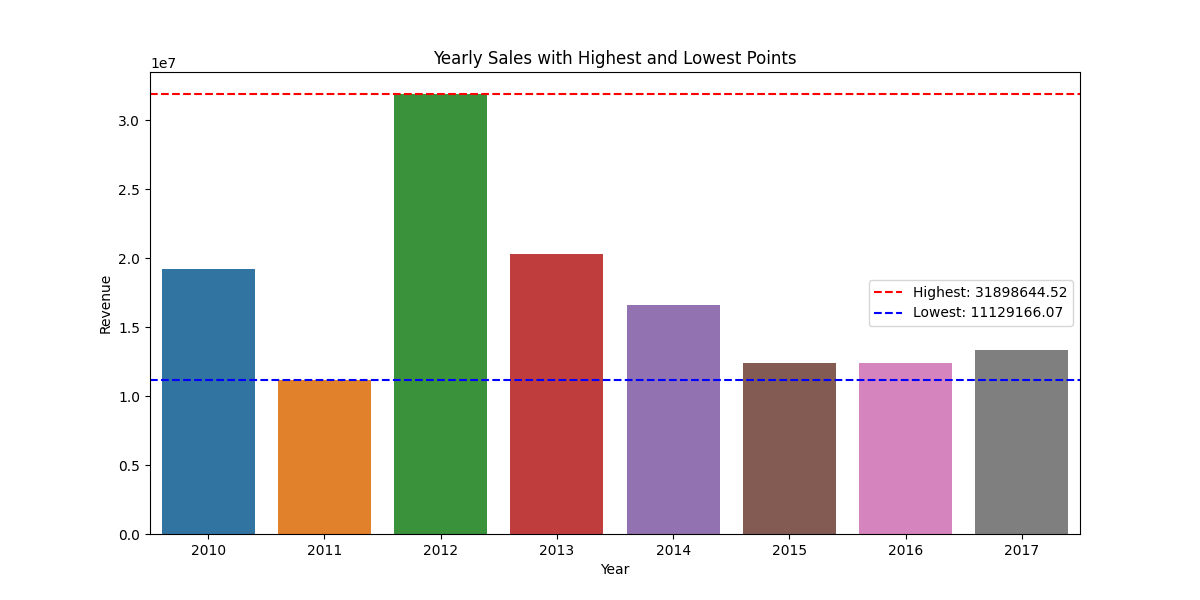 Yearly Sales with Highest and Lowest Points
1e7
3.0
2.5
2.0
1.5
1.0
0.5
0.0
Revenue
Highest: 31898644.52
Lowest: 11129166.07
2010 2011 2012 2013 2014 2015 2016 2017
Year